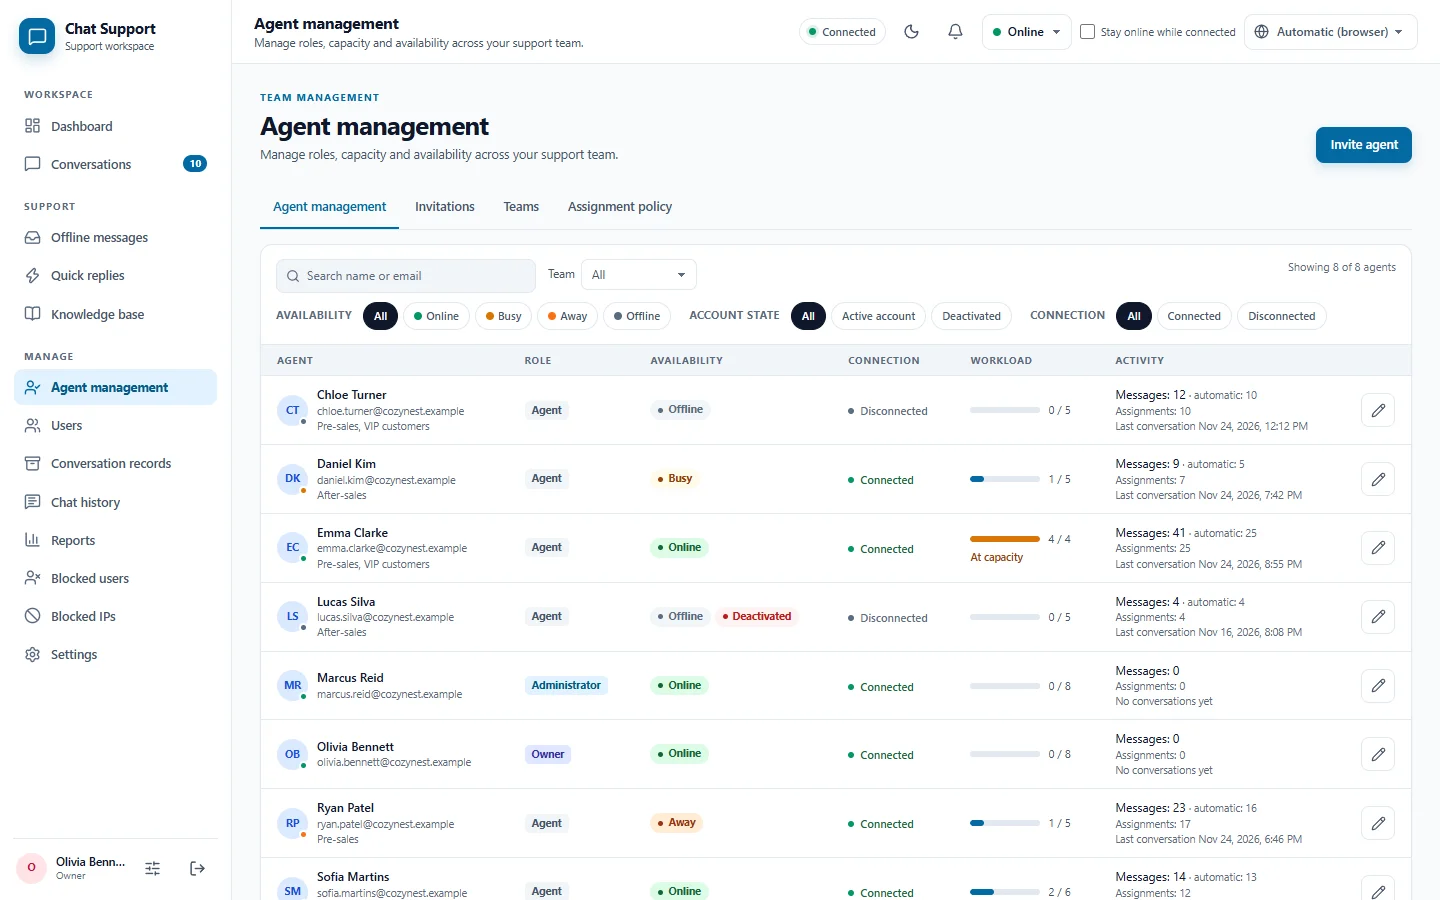 Chat Support
Support workspace
WORKSPACE
Dashboard
Conversations 10
SUPPORT
Offline messages
Quick replies
Knowledge base
MANAGE
Agent management
Users
Conversation records
Chat history
Reports
Blocked users
Blocked IPs
Settings
O Olivia Benn...
Owner
Agent management
Manage roles, capacity and availability across your support team.
Connected Online Stay online while connected Automatic (browser)
TEAM MANAGEMENT
Agent management
Manage roles, capacity and availability across your support team.
Invite agent
Agent management Invitations Teams Assignment policy
Search name or email Team All Showing 8 of 8 agents
AVAILABILITY All Online Busy Away Offline ACCOUNT STATE All Active account Deactivated CONNECTION All Connected Disconnected
AGENT ROLE AVAILABILITY CONNECTION WORKLOAD ACTIVITY
CT Chloe Turner
chloe.turner@cozynest.example
Pre-sales, VIP customers
Agent Offline Disconnected 0 / 5
Messages: 12 · automatic: 10
Assignments: 10
Last conversation Nov 24, 2026, 12:12 PM
DK Daniel Kim
daniel.kim@cozynest.example
After-sales
Agent Busy Connected 1 / 5
Messages: 9 · automatic: 5
Assignments: 7
Last conversation Nov 24, 2026, 7:42 PM
EC Emma Clarke
emma.clarke@cozynest.example
Pre-sales, VIP customers
Agent Online Connected 4 / 4
At capacity
Messages: 41 · automatic: 25
Assignments: 25
Last conversation Nov 24, 2026, 8:55 PM
LS Lucas Silva
lucas.silva@cozynest.example
After-sales
Agent Offline Deactivated Disconnected 0 / 5
Messages: 4 · automatic: 4
Assignments: 4
Last conversation Nov 16, 2026, 8:08 PM
MR Marcus Reid
marcus.reid@cozynest.example
Administrator Online Connected 0 / 8
Messages: 0
Assignments: 0
No conversations yet
OB Olivia Bennett
olivia.bennett@cozynest.example
Owner Online Connected 0 / 8
Messages: 0
Assignments: 0
No conversations yet
RP Ryan Patel
ryan.patel@cozynest.example
Pre-sales
Agent Away Connected 1 / 5
Messages: 23 · automatic: 16
Assignments: 17
Last conversation Nov 24, 2026, 6:46 PM
SM Sofia Martins
sofia.martins@cozynest.example
Agent Online Connected 2 / 6
Messages: 14 · automatic: 13
Assignments: 12